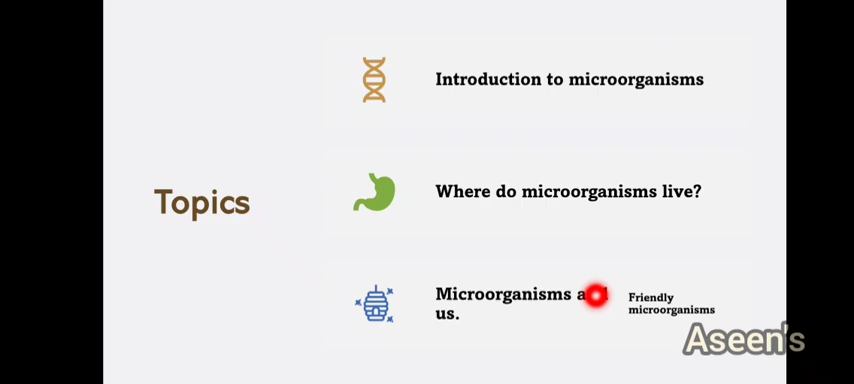 Topics
Introduction to microorganisms
Where do microorganisms live?
Microorganisms
us.
Friendly
microorganisms
Aseen's